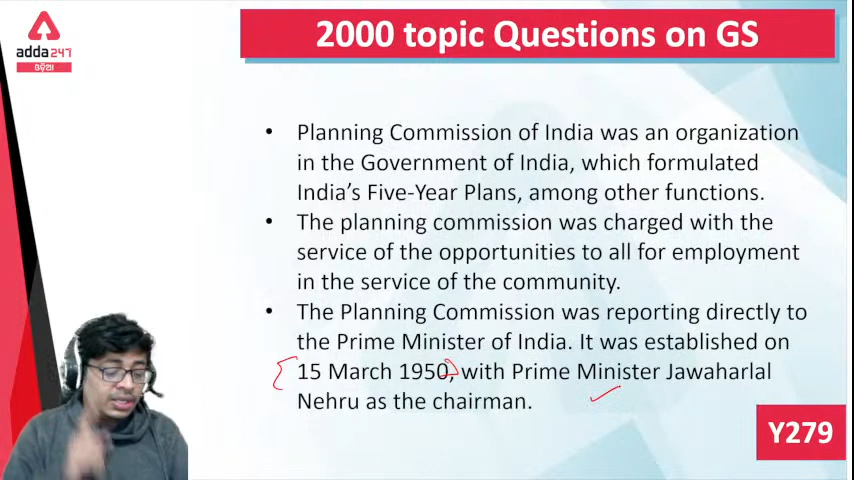 2000 topic Questions on GS
adda247
ଓଡ଼ିଆ
• Planning Commission of India was an organization
in the Government of India, which formulated
India's Five-Year Plans, among other functions.
• The planning commission was charged with the
service of the opportunities to all for employment
in the service of the community.
• The Planning Commission was reporting directly to
the Prime Minister of India. It was established on
15 March 1950, with Prime Minister Jawaharlal
Nehru as the chairman.
Y279